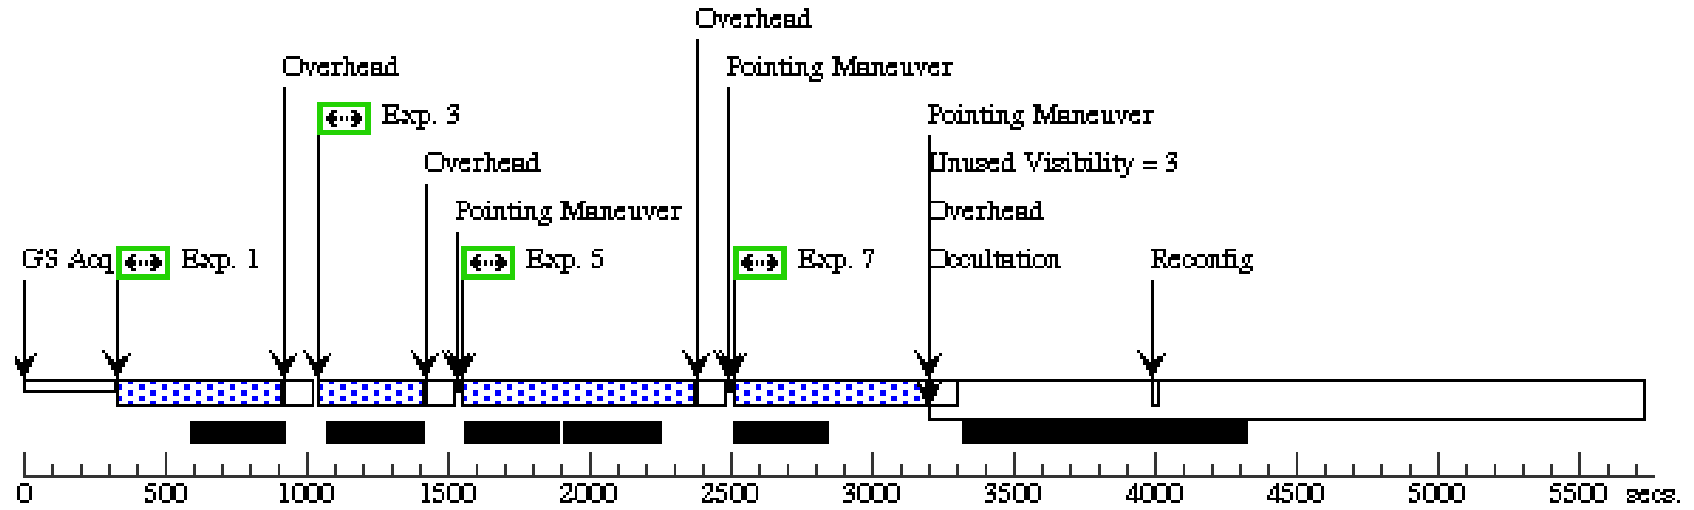 Overhead
Overhead
Pointing Maneuver
Exp. 3
Pointing Maneuver
Overhead
Unused Visibility = 3
Pointing Maneuver
Overhead
GS Acq
Exp. 1
Exp. 5
Exp. 7
Occultation
Reconfig
0 500 1000 1500 2000 2500 3000 3500 4000 4500 5000 5500 secs.